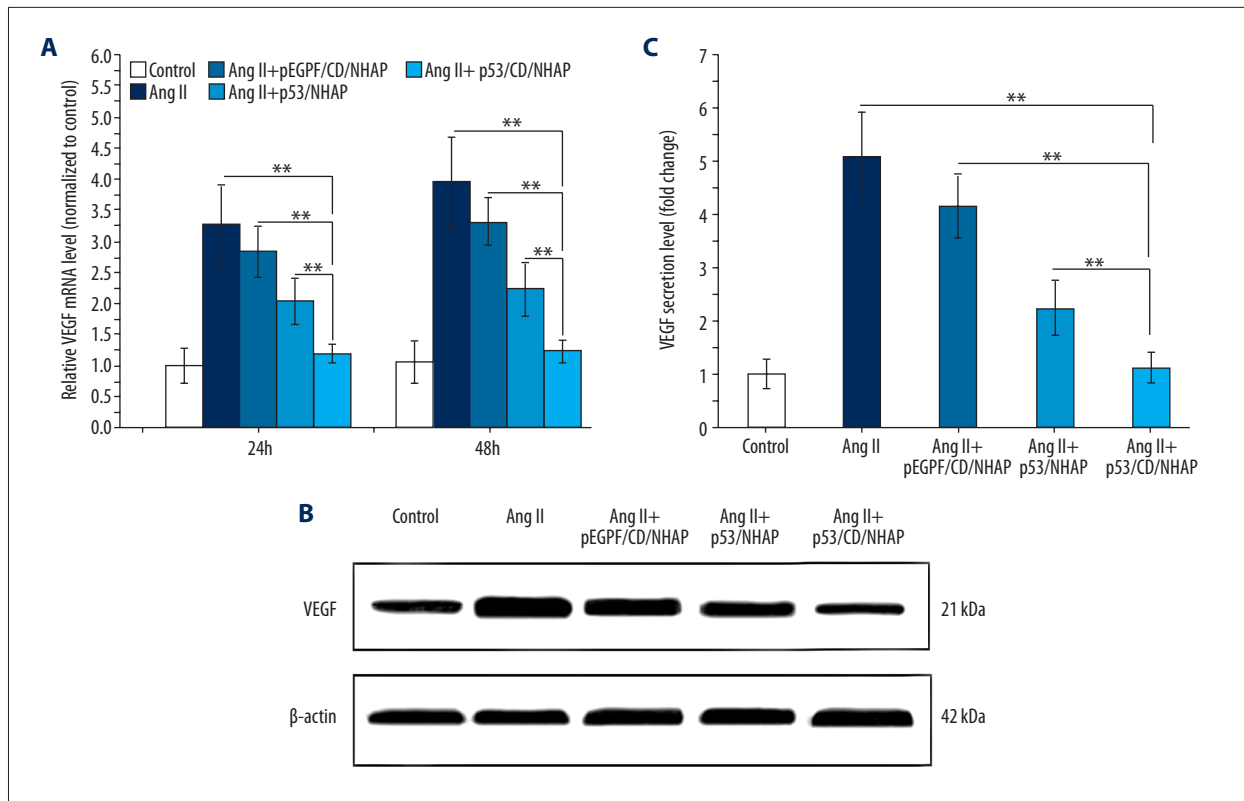 A
Relative VEGF mRNA level (normalized to control)
6.0
5.5
5.0
4.5
4.0
3.5
3.0
2.5
2.0
1.5
1.0
0.5
0.0
Control
Ang II+pEGPF/CD/NHAP
Ang II+ p53/CD/NHAP
Ang II
Ang II+p53/NHAP
**
**
**
**
**
**
24h
48h
C
VEGF secretion level (fold change)
7
6
5
4
3
2
1
0
**
**
**
Control
Ang II
Ang II+
pEGPF/CD/NHAP
Ang II+
p53/NHAP
Ang II+
p53/CD/NHAP
B
Control
Ang II
Ang II+
pEGPF/CD/NHAP
Ang II+
p53/NHAP
Ang II+
p53/CD/NHAP
VEGF
21 kDa
β-actin
42 kDa